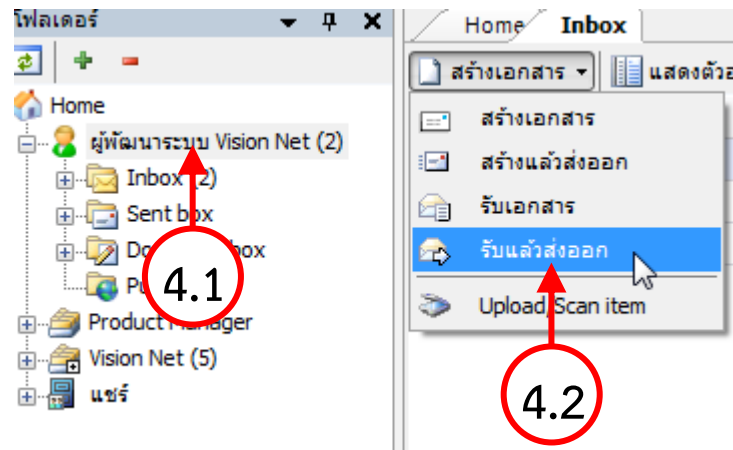 โฟลเดอร์
Home
ผู้พัฒนาระบบ Vision Net (2)
Inbox (2)
Sent box
box
4.1
Product Manager
Vision Net (5)
แชร์
Home Inbox
สร้างเอกสาร แสดงตัวอ
สร้างเอกสาร
สร้างแล้วส่งออก
รับเอกสาร
รับแล้วส่งออก
Upload/Scan item
4.2